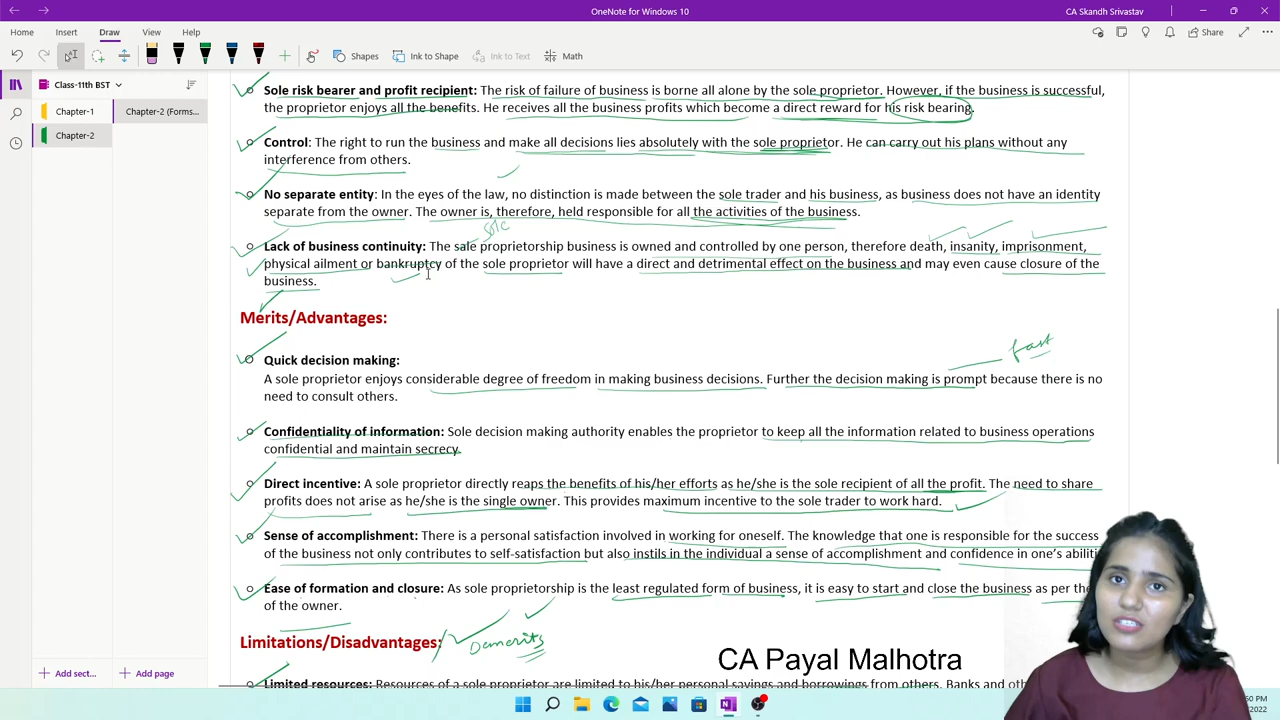 OneNote for Windows 10
CA Skandh Srivastav
Home Insert Draw View Help
Shapes Ink to Shape Ink to Text Math Share
Class-11th BST
Chapter-1
Chapter-2
Chapter-2 (Forms...
Sole risk bearer and profit recipient: The risk of failure of business is borne all alone by the sole proprietor. However, if the business is successful,
the proprietor enjoys all the benefits. He receives all the business profits which become a direct reward for his risk bearing.
Control: The right to run the business and make all decisions lies absolutely with the sole proprietor. He can carry out his plans without any
interference from others.
No separate entity: In the eyes of the law, no distinction is made between the sole trader and his business, as business does not have an identity
separate from the owner. The owner is, therefore, held responsible for all the activities of the business.
sole
Lack of business continuity: The sale proprietorship business is owned and controlled by one person, therefore death, insanity, imprisonment,
physical ailment or bankruptcy of the sole proprietor will have a direct and detrimental effect on the business and may even cause closure of the
business.
Merits/Advantages:
fast
Quick decision making:
A sole proprietor enjoys considerable degree of freedom in making business decisions. Further the decision making is prompt because there is no
need to consult others.
Confidentiality of information: Sole decision making authority enables the proprietor to keep all the information related to business operations
confidential and maintain secrecy.
Direct incentive: A sole proprietor directly reaps the benefits of his/her efforts as he/she is the sole recipient of all the profit. The need to share
profits does not arise as he/she is the single owner. This provides maximum incentive to the sole trader to work hard.
Sense of accomplishment: There is a personal satisfaction involved in working for oneself. The knowledge that one is responsible for the success
of the business not only contributes to self-satisfaction but also instils in the individual a sense of accomplishment and confidence in one's abiliti
Ease of formation and closure: As sole proprietorship is the least regulated form of business, it is easy to start and close the business as per the
of the owner.
Limitations/Disadvantages: / Demerits
Limited resources: Resources of a sole proprietor are limited to his/her personal savings and borrowings from others. Banks and oth
Add sect... Add page
CA Payal Malhotra
:50 PM
2022